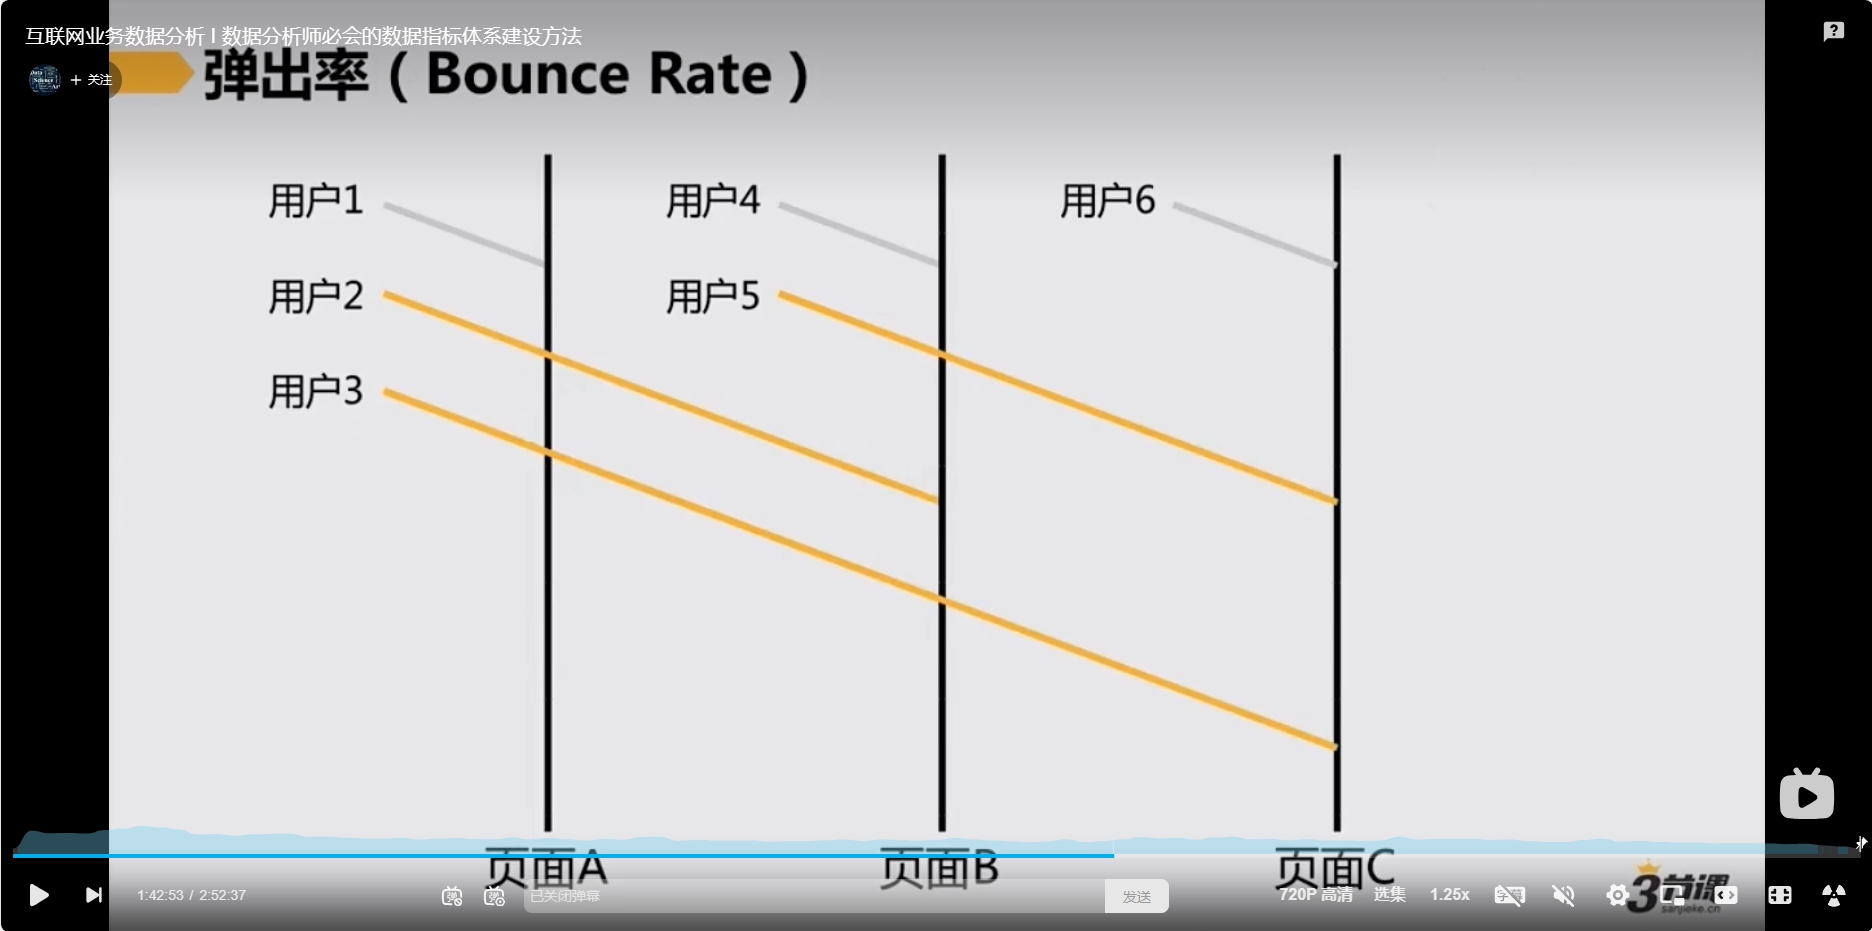 互联网业务数据分析 I 数据分析师必会的数据指标体系建设方法
+ 关注
弹出率（Bounce Rate）
用户1
用户4
用户6
用户2
用户5
用户3
页面A
页面B
页面C
1:42:53 / 2:52:37
已关闭弹幕
发送
720P 高清
选集
1.25x
3节课
sanjieke.cn